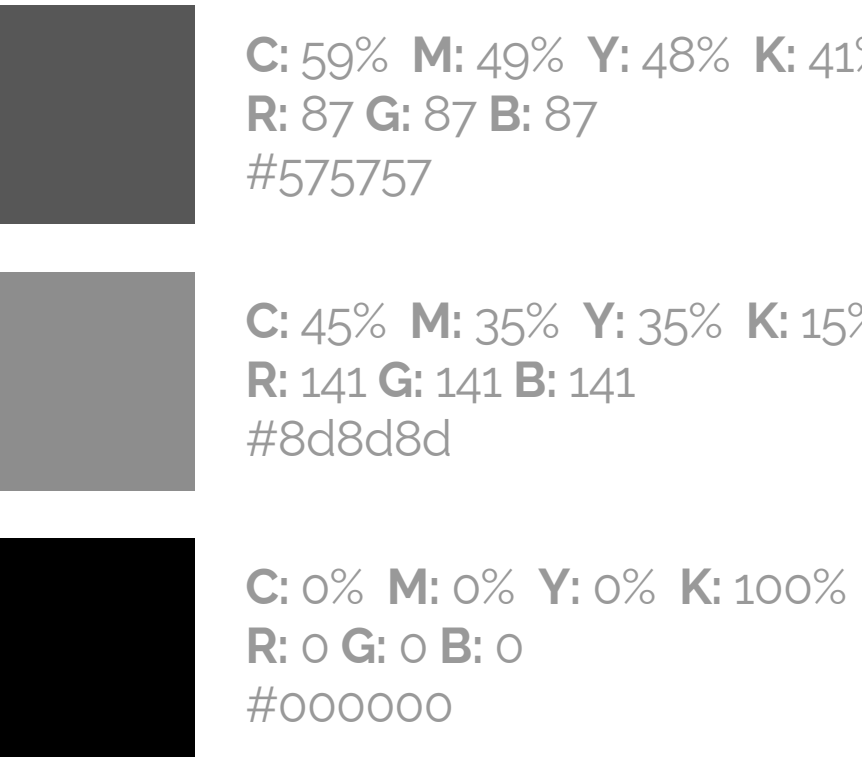 C: 59% M: 49% Y: 48% K: 41%
R: 87 G: 87 B: 87
#575757
C: 45% M: 35% Y: 35% K: 15%
R: 141 G: 141 B: 141
#8d8d8d
C: 0% M: 0% Y: 0% K: 100%
R: 0 G: 0 B: 0
#000000